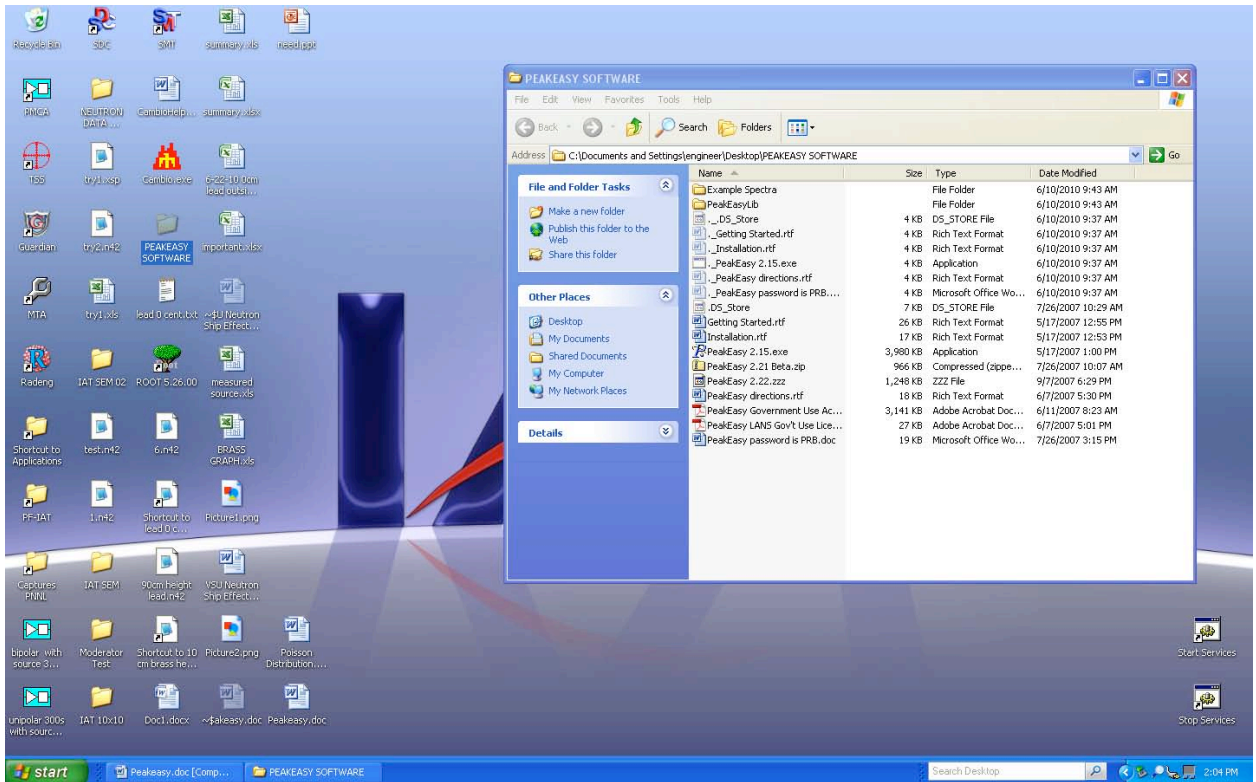 Recycle Bin
SDC
SMT
summary.xls
need.ppt
PMCA
NEUTRON DATA ...
CambioHelp...
summary.xlsx
TSS
try1.xsp
Cambio.exe
6-22-10 0cm lead outsi...
Guardian
try2.n42
PEAKEASY SOFTWARE
important.xlsx
MTA
try1.xls
lead 0 cent.txt
~$U Neutron Ship Effect...
Radeng
IAT SEM 02
ROOT 5.26.00
measured source.xls
Shortcut to Applications
test.n42
6.n42
BRASS GRAPH.xls
PF-IAT
1.n42
Shortcut to lead 0 c...
Picture1.png
Captures PNNL
IAT SEM
90cm height lead.n42
VSU Neutron Ship Effect...
bipolar with source 3...
Moderator Test
Shortcut to 10 cm brass he...
Picture2.png
Poisson Distribution....
unipolar 300s with sourc...
IAT 10x10
Doc1.docx
~$akeasy.doc
Peakeasy.doc
PEAKEASY SOFTWARE
File Edit View Favorites Tools Help
Back Search Folders
Address C:\Documents and Settings\engineer\Desktop\PEAKEASY SOFTWARE Go
File and Folder Tasks
Make a new folder
Publish this folder to the Web
Share this folder
Other Places
Desktop
My Documents
Shared Documents
My Computer
My Network Places
Details
Name Size Type Date Modified
Example Spectra File Folder 6/10/2010 9:43 AM
PeakEasyLib File Folder 6/10/2010 9:43 AM
._.DS_Store 4 KB DS_STORE File 6/10/2010 9:37 AM
._Getting Started.rtf 4 KB Rich Text Format 6/10/2010 9:37 AM
._Installation.rtf 4 KB Rich Text Format 6/10/2010 9:37 AM
._PeakEasy 2.15.exe 4 KB Application 6/10/2010 9:37 AM
._PeakEasy directions.rtf 4 KB Rich Text Format 6/10/2010 9:37 AM
._PeakEasy password is PRB.... 4 KB Microsoft Office Wo... 6/10/2010 9:37 AM
.DS_Store 7 KB DS_STORE File 7/26/2007 10:29 AM
Getting Started.rtf 26 KB Rich Text Format 5/17/2007 12:55 PM
Installation.rtf 17 KB Rich Text Format 5/17/2007 12:53 PM
PeakEasy 2.15.exe 3,980 KB Application 5/17/2007 1:00 PM
PeakEasy 2.21 Beta.zip 966 KB Compressed (zippe... 7/26/2007 10:07 AM
PeakEasy 2.22.zzz 1,248 KB ZZZ File 9/7/2007 6:29 PM
PeakEasy directions.rtf 18 KB Rich Text Format 6/7/2007 5:30 PM
PeakEasy Government Use Ac... 3,141 KB Adobe Acrobat Doc... 6/11/2007 8:23 AM
PeakEasy LANS Gov't Use Lice... 27 KB Adobe Acrobat Doc... 6/7/2007 5:01 PM
PeakEasy password is PRB.doc 19 KB Microsoft Office Wo... 7/26/2007 3:15 PM
Start Services
Stop Services
start
Peakeasy.doc [Comp...
PEAKEASY SOFTWARE
Search Desktop
2:04 PM